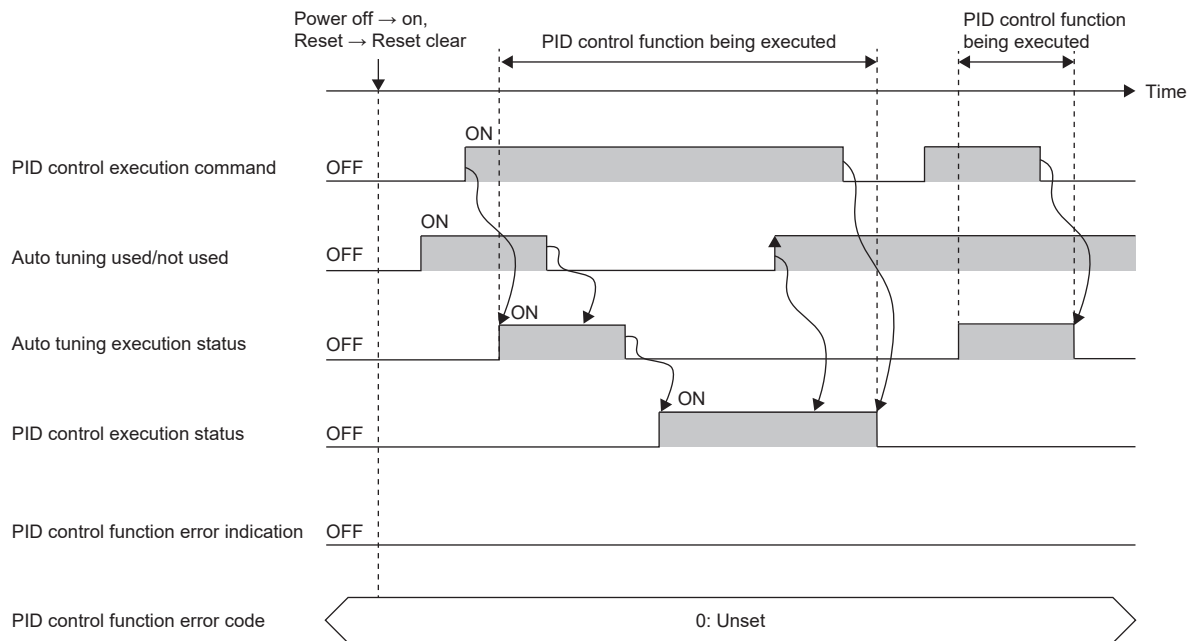 Power off → on,
Reset → Reset clear
PID control function being executed
PID control function
being executed
Time
PID control execution command
OFF
ON
Auto tuning used/not used
OFF
ON
Auto tuning execution status
OFF
ON
PID control execution status
OFF
ON
PID control function error indication
OFF
PID control function error code
0: Unset